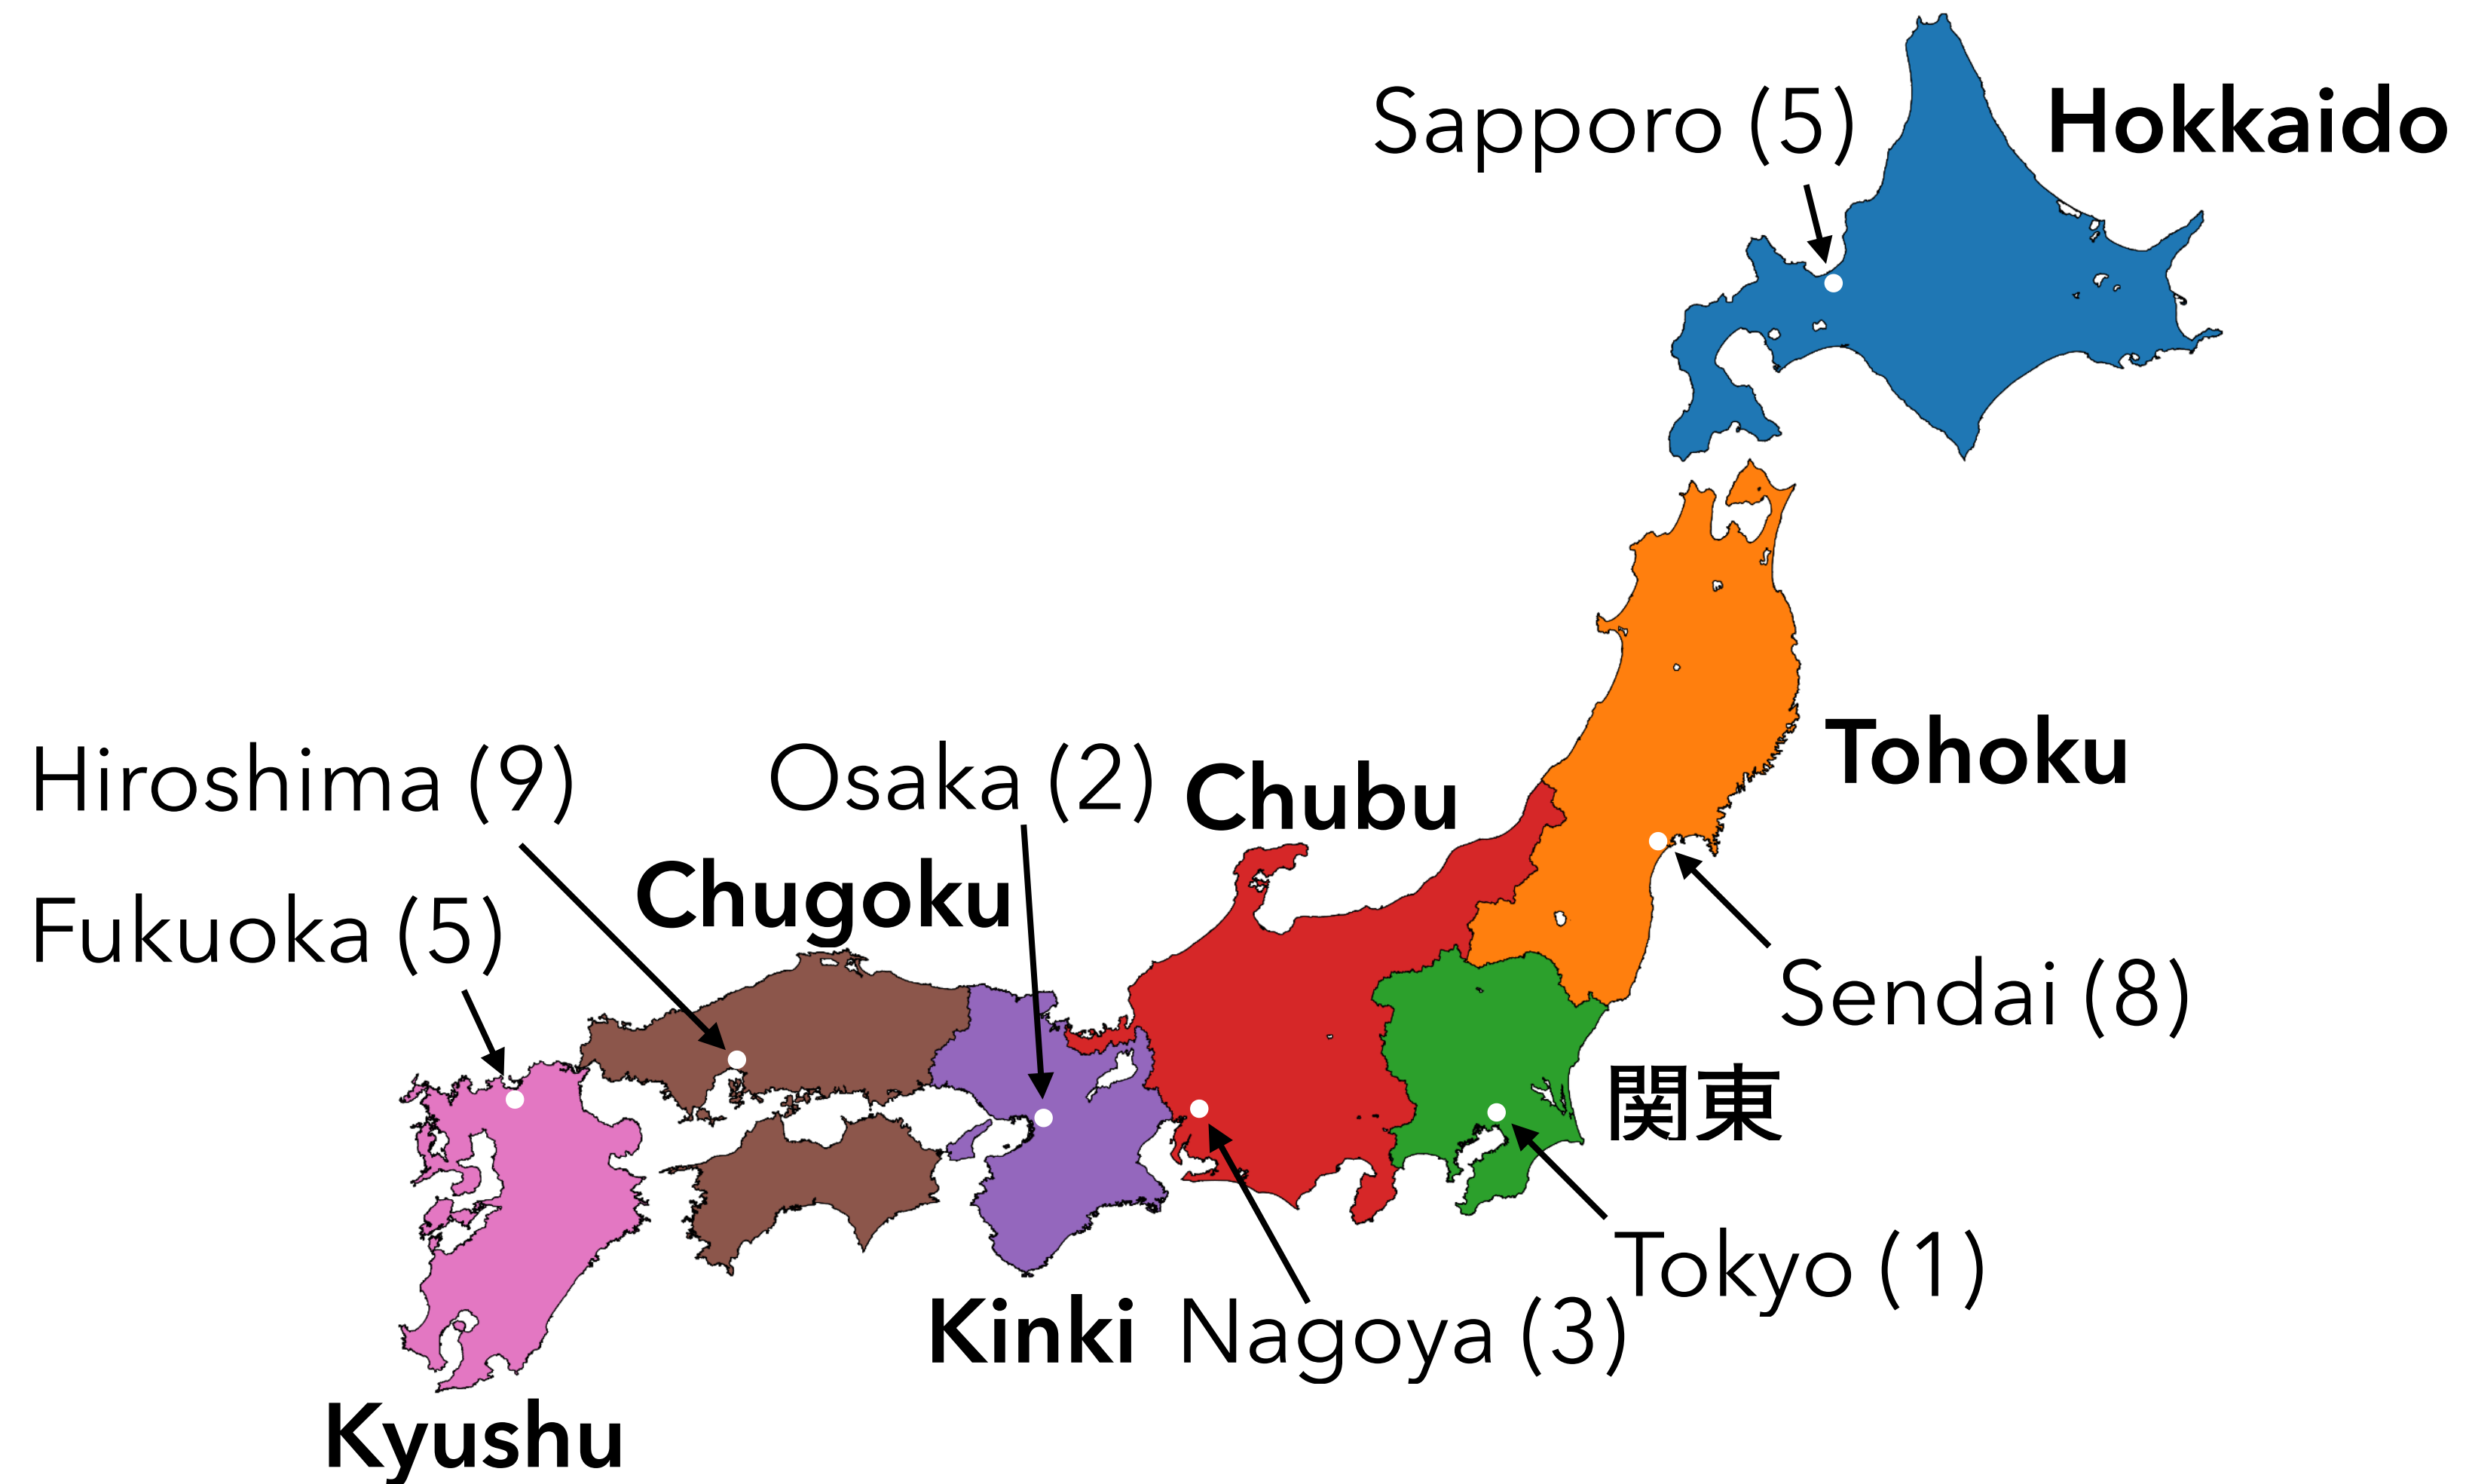 Sapporo (5)
Hokkaido
Tohoku
Hiroshima (9)
Osaka (2)
Chubu
Chugoku
Fukuoka (5)
Sendai (8)
関東
Tokyo (1)
Kinki
Nagoya (3)
Kyushu